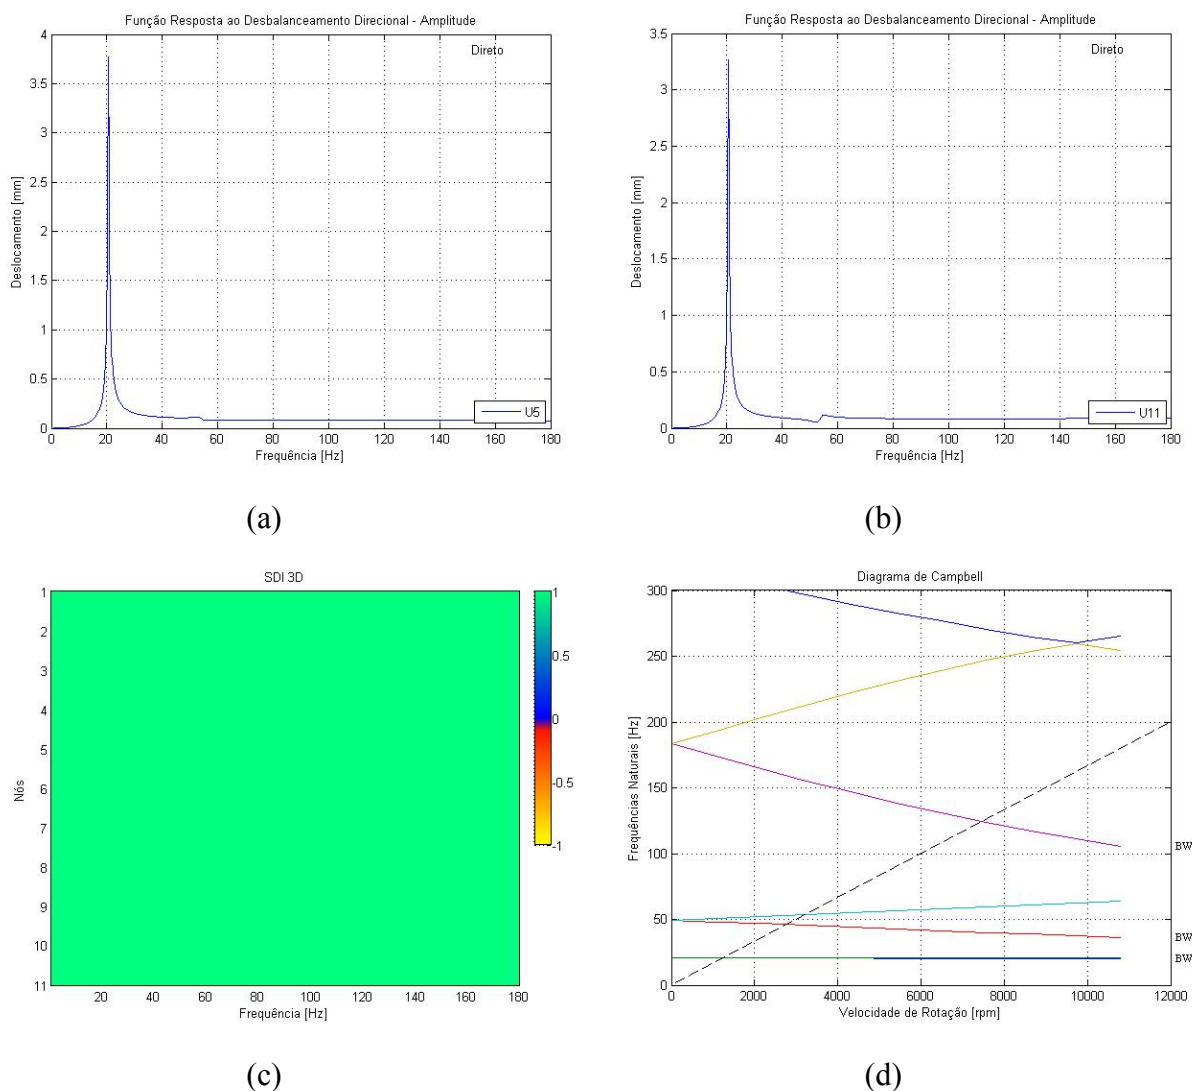 Função Resposta ao Desbalanceamento Direcional - Amplitude
4
3.5
3
2.5
2
1.5
1
0.5
0
Deslocamento [mm]
Direto
U5
0 20 40 60 80 100 120 140 160 180
Frequência [Hz]
(a)
Função Resposta ao Desbalanceamento Direcional - Amplitude
3.5
3
2.5
2
1.5
1
0.5
0
Deslocamento [mm]
Direto
U11
0 20 40 60 80 100 120 140 160 180
Frequência [Hz]
(b)
SDI 3D
1
2
3
4
5
6
7
8
9
10
11
Nós
20 40 60 80 100 120 140 160 180
Frequência [Hz]
1
0.5
0
-0.5
-1
(c)
Diagrama de Campbell
300
250
200
150
100
50
0
Frequências Naturais [Hz]
BW
BW
BW
0 2000 4000 6000 8000 10000 12000
Velocidade de Rotação [rpm]
(d)